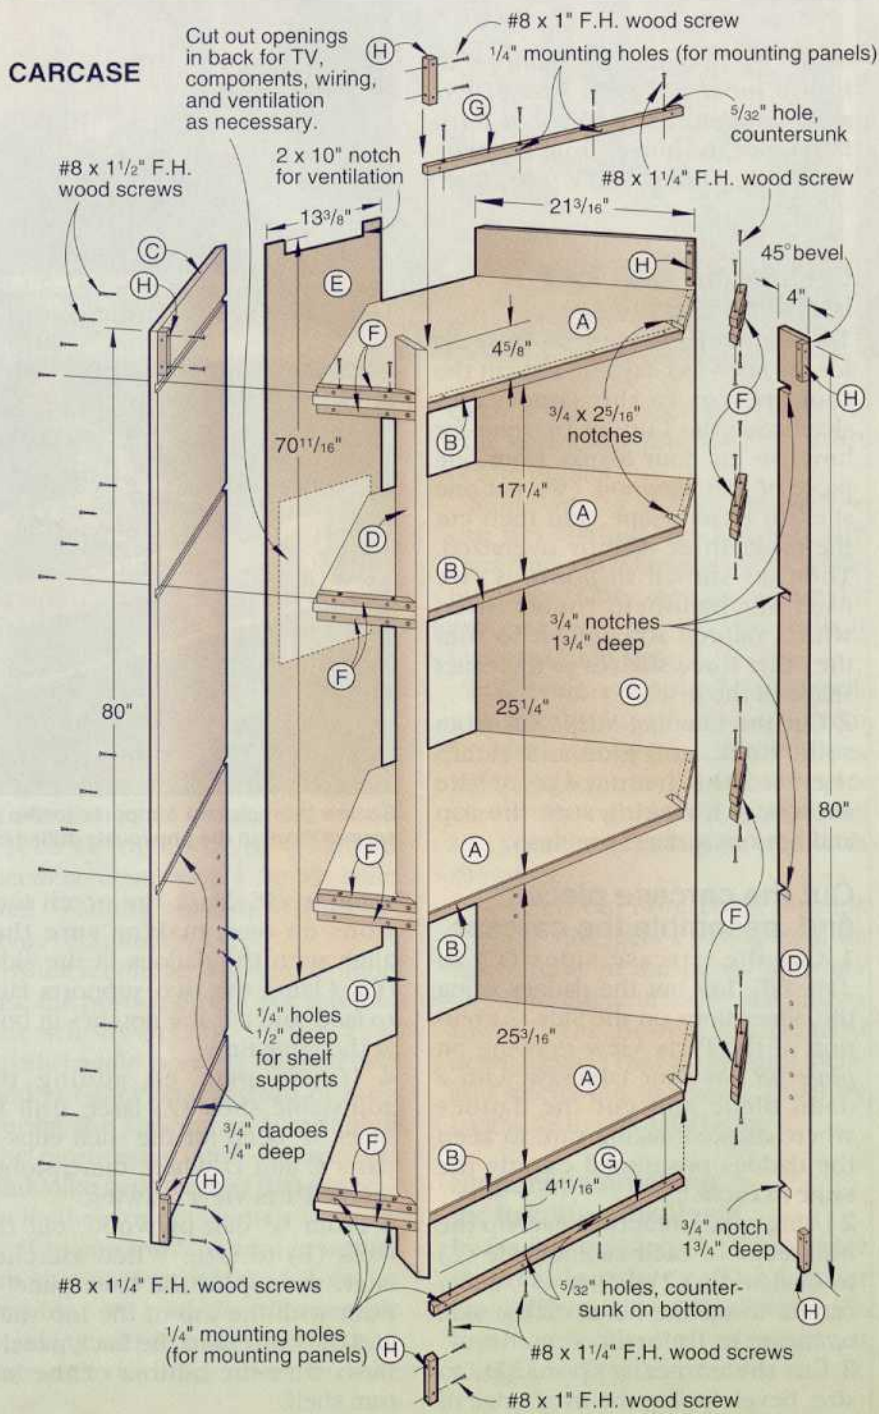 CARCASE
Cut out openings
in back for TV,
components, wiring,
and ventilation
as necessary.
H
#8 x 1" F.H. wood screw
1/4" mounting holes (for mounting panels)
G
5/32" hole,
countersunk
#8 x 1 1/2" F.H.
wood screws
2 x 10" notch
for ventilation
#8 x 1 1/4" F.H. wood screw
13 3/8"
21 3/16"
C
H
E
H
45° bevel
4"
F
A
4 5/8"
F
H
B
3/4 x 2 5/16"
notches
70 11/16"
17 1/4"
D
A
B
3/4" notches
1 3/4" deep
F
C
80"
25 1/4"
80"
F
A
F
B
D
D
1/4" holes
1/2" deep
for shelf
supports
25 3/16"
A
3/4" dadoes
1/4" deep
F
B
G
H
4 11/16"
3/4" notch
1 3/4" deep
#8 x 1 1/4" F.H. wood screws
5/32" holes, counter-
sunk on bottom
H
1/4" mounting holes
(for mounting panels)
H
#8 x 1 1/4" F.H. wood screws
#8 x 1" F.H. wood screw